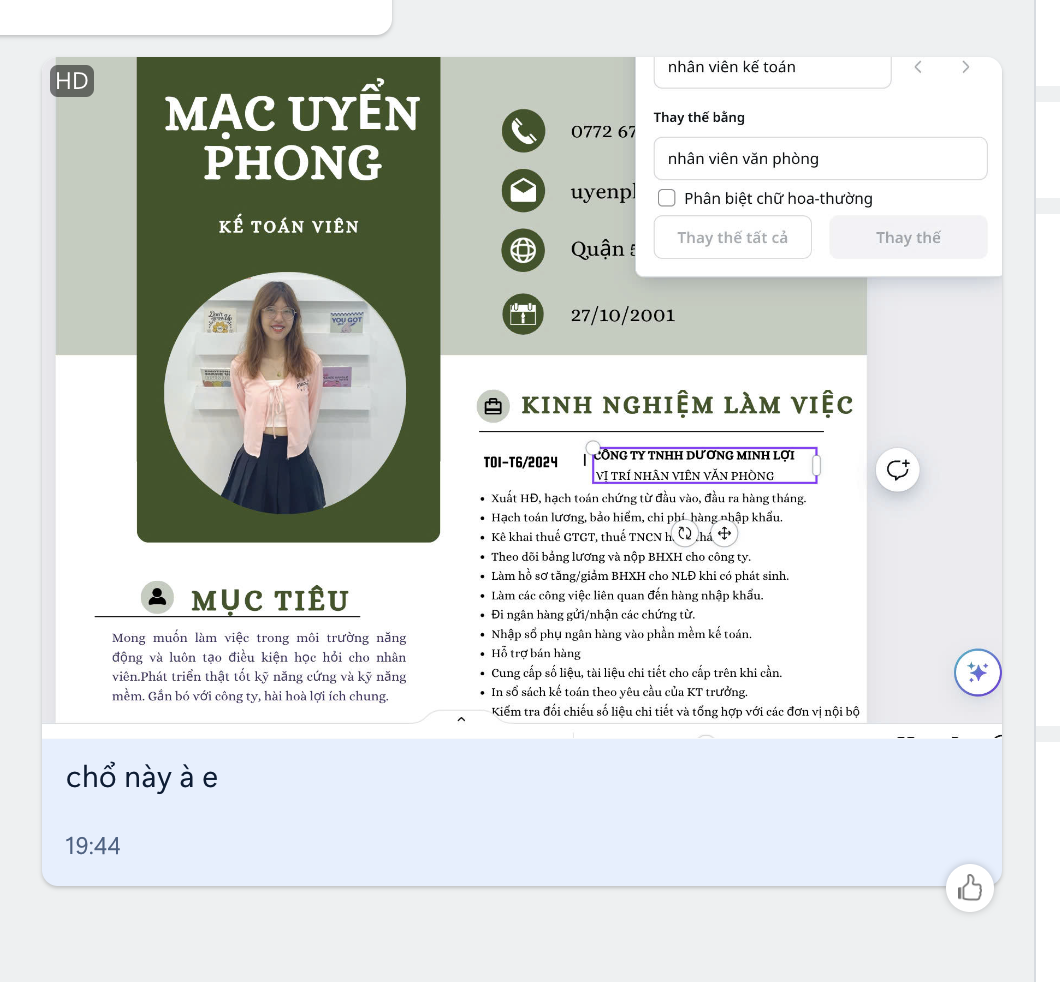 HD
MẠC UYỂN
PHONG
KẾ TOÁN VIÊN
0772 67
uyenpl
Quận 5
27/10/2001
nhân viên kế toán
Thay thế bằng
nhân viên văn phòng
Phân biệt chữ hoa-thường
Thay thế tất cả
Thay thế
KINH NGHIỆM LÀM VIỆC
T01-T6/2024
CÔNG TY TNHH DƯƠNG MINH LỢI
VỊ TRÍ NHÂN VIÊN VĂN PHÒNG
Xuất HĐ, hạch toán chứng từ đầu vào, đầu ra hàng tháng.
Hạch toán lương, bảo hiểm, chi phí, hàng nhập khẩu.
Kê khai thuế GTGT, thuế TNCN
Theo dõi bảng lương và nộp BHXH cho công ty.
Làm hồ sơ tăng/giảm BHXH cho NLĐ khi có phát sinh.
Làm các công việc liên quan đến hàng nhập khẩu.
Đi ngân hàng gửi/nhận các chứng từ.
Nhập sổ phụ ngân hàng vào phần mềm kế toán.
Hỗ trợ bán hàng
Cung cấp số liệu, tài liệu chi tiết cho cấp trên khi cần.
In sổ sách kế toán theo yêu cầu của KT trưởng.
Kiểm tra đối chiếu số liệu chi tiết và tổng hợp với các đơn vị nội bộ
MỤC TIÊU
Mong muốn làm việc trong môi trường năng
động và luôn tạo điều kiện học hỏi cho nhân
viên.Phát triển thật tốt kỹ năng cứng và kỹ năng
mềm. Gắn bó với công ty, hài hoà lợi ích chung.
chổ này à e
19:44